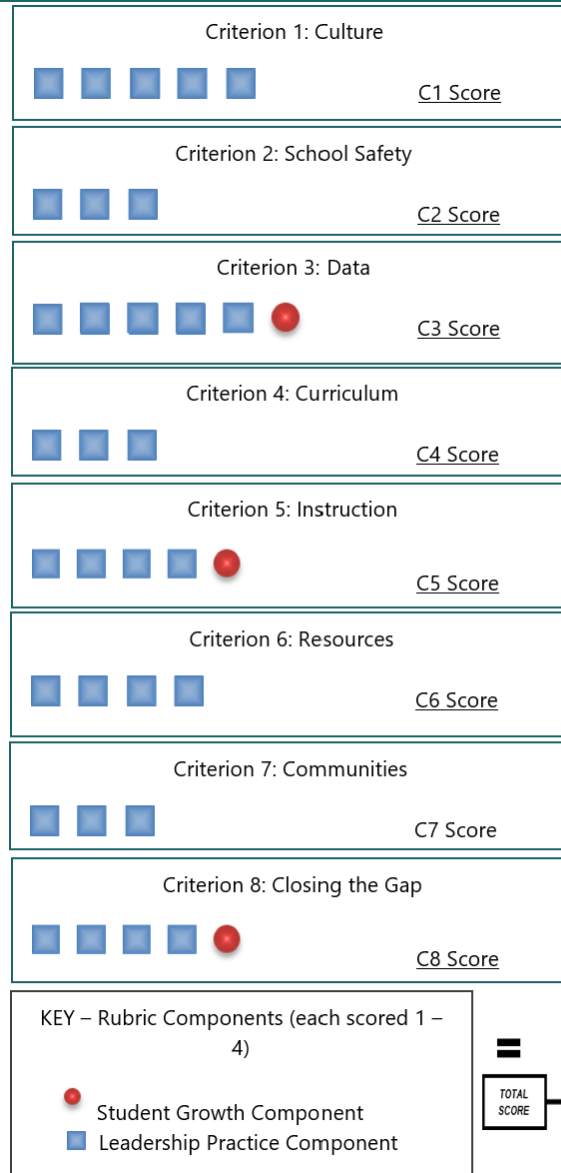 Criterion 1: Culture
C1 Score
Criterion 2: School Safety
C2 Score
Criterion 3: Data
C3 Score
Criterion 4: Curriculum
C4 Score
Criterion 5: Instruction
C5 Score
Criterion 6: Resources
C6 Score
Criterion 7: Communities
C7 Score
Criterion 8: Closing the Gap
C8 Score
KEY – Rubric Components (each scored 1 –
4)
Student Growth Component
Leadership Practice Component
=
TOTAL
SCORE